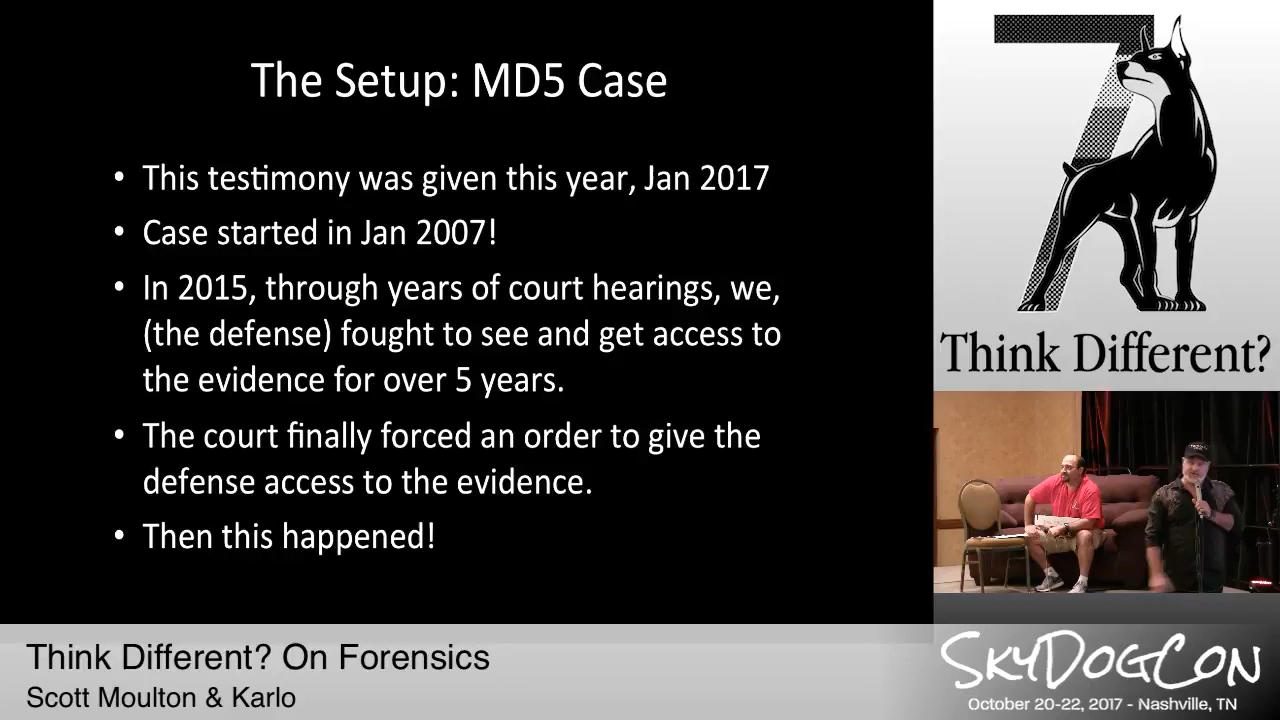 The Setup: MD5 Case
• This testimony was given this year, Jan 2017
• Case started in Jan 2007!
• In 2015, through years of court hearings, we,
(the defense) fought to see and get access to
the evidence for over 5 years.
• The court finally forced an order to give the
defense access to the evidence.
• Then this happened!
7
Think Different?
Think Different? On Forensics
Scott Moulton & Karlo
SkyDogCon
October 20-22, 2017 - Nashville, TN